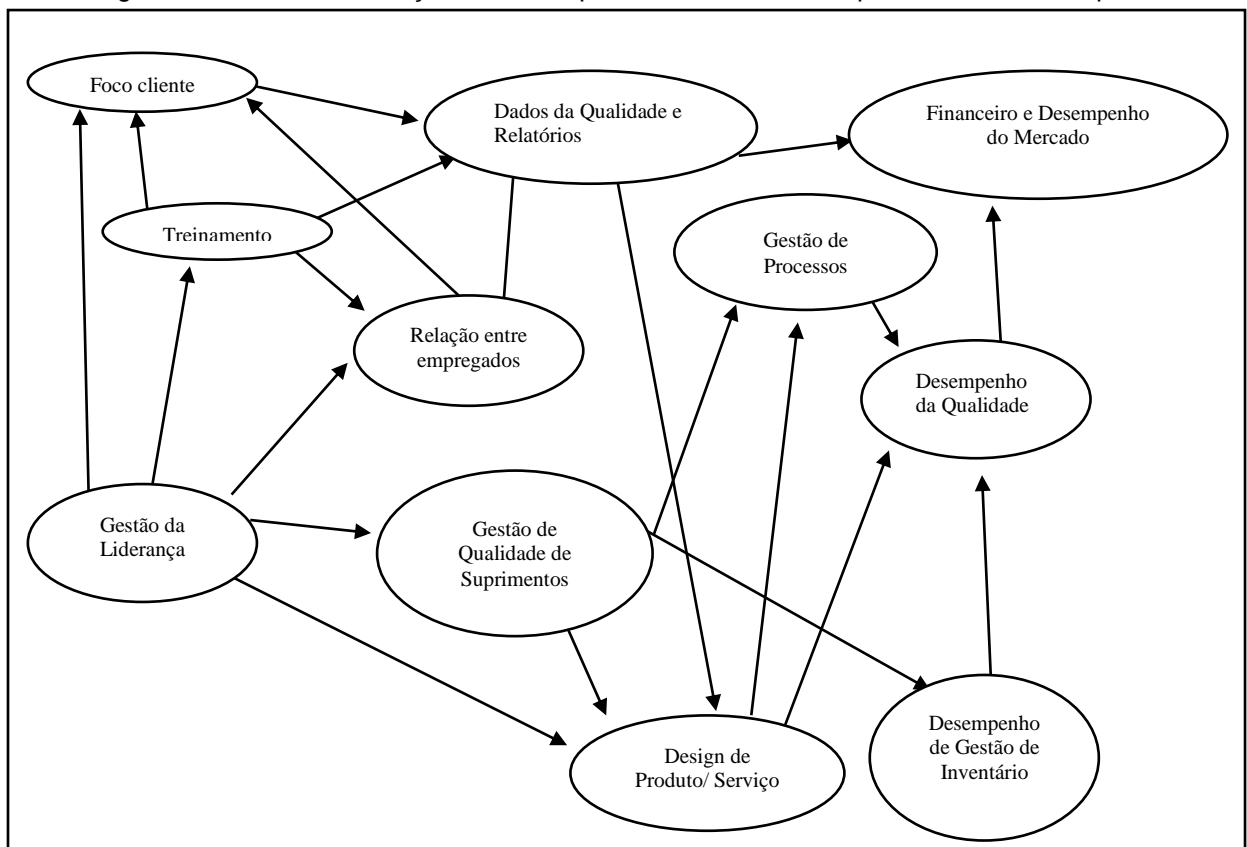 Foco cliente
Dados da Qualidade e
Relatórios
Financeiro e Desempenho
do Mercado
Treinamento
Gestão de
Processos
Relação entre
empregados
Desempenho
da Qualidade
Gestão da
Liderança
Gestão de
Qualidade de
Suprimentos
Design de
Produto/ Serviço
Desempenho
de Gestão de
Inventário